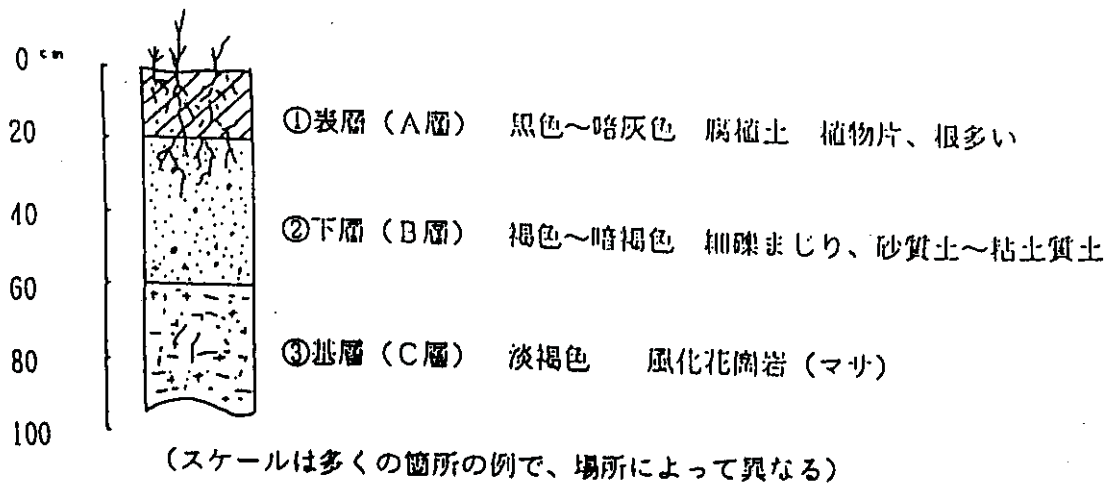 0 cm
20
①表層（A層） 黒色～暗灰色 腐植土 植物片、根多い
40
②下層（B層） 褐色～暗褐色 細礫まじり、砂質土～粘土質土
60
80
③基層（C層） 淡褐色 風化花崗岩（マサ）
100
（スケールは多くの箇所の例で、場所によって異なる）